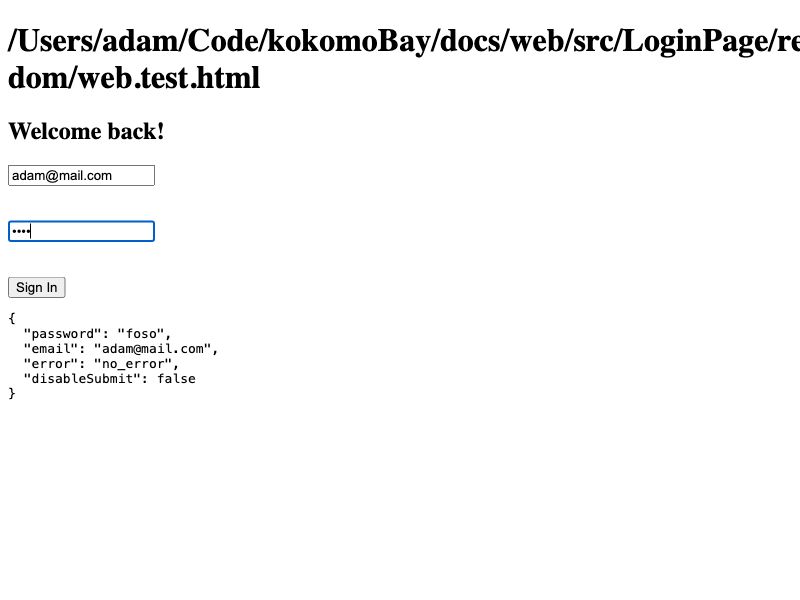 /Users/adam/Code/kokomoBay/docs/web/src/LoginPage/re
dom/web.test.html
Welcome back!
adam@mail.com
••••
Sign In
{
  "password": "foso",
  "email": "adam@mail.com",
  "error": "no_error",
  "disableSubmit": false
}